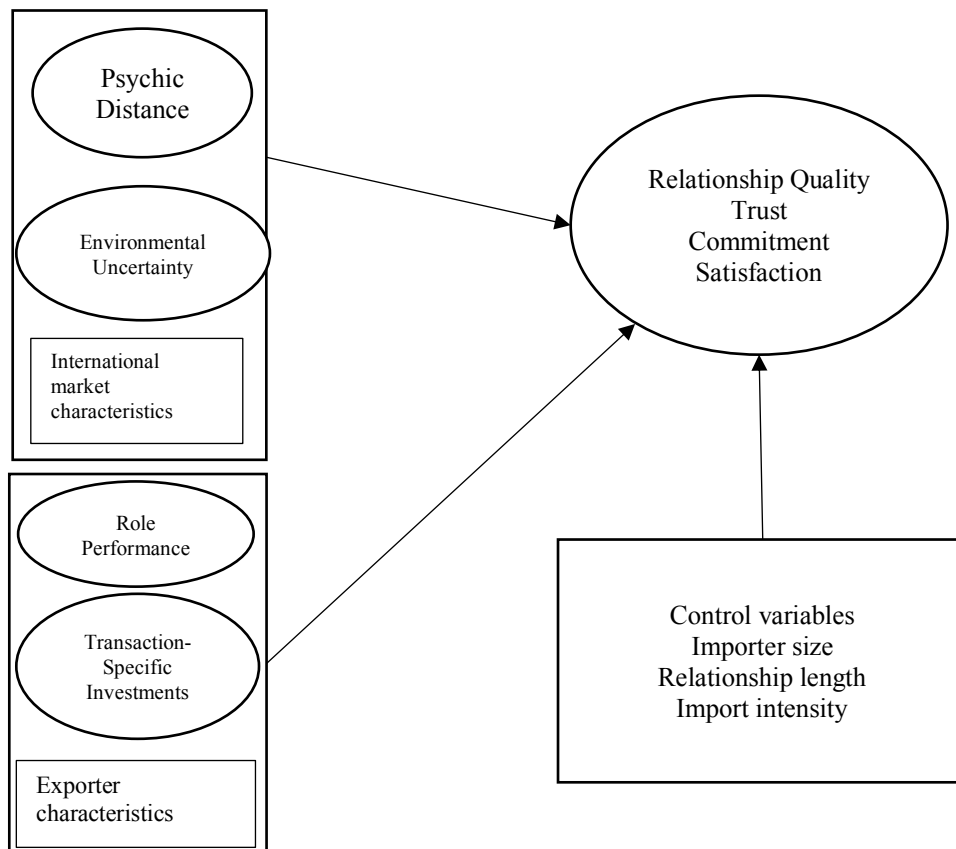 Psychic
Distance
Environmental
Uncertainty
International
market
characteristics
Relationship Quality
Trust
Commitment
Satisfaction
Role
Performance
Transaction-
Specific
Investments
Exporter
characteristics
Control variables
Importer size
Relationship length
Import intensity